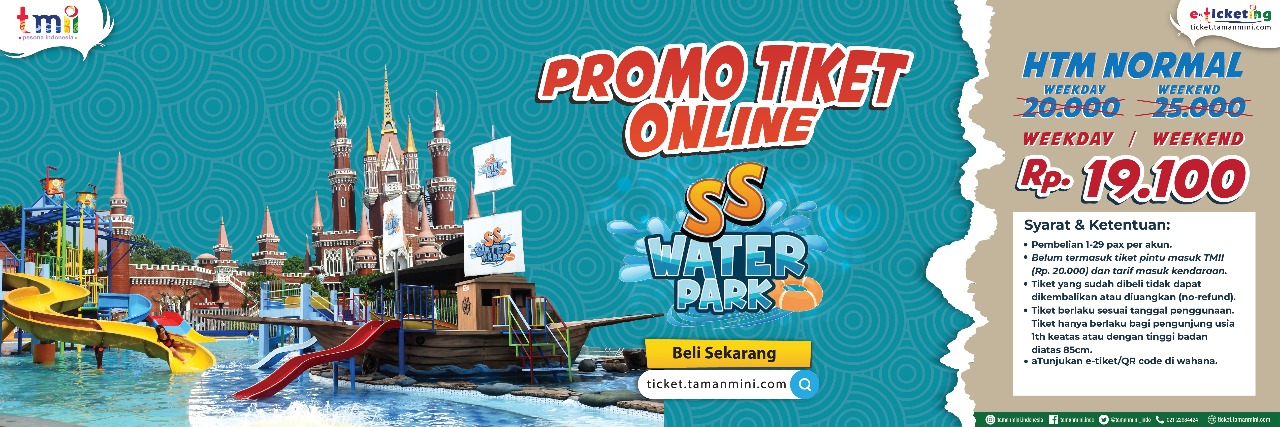 tmii
pesona indonesia
PROMO TIKET
ONLINE
SS
WATER
PARK
SS
WATER
PARK
Beli Sekarang
ticket.tamanmini.com
e-ticketing
ticket.tamanmini.com
HTM NORMAL
WEEKDAY WEEKEND
20.000 25.000
WEEKDAY / WEEKEND
Rp. 19.100
Syarat & Ketentuan:
• Pembelian 1-29 pax per akun.
• Belum termasuk tiket pintu masuk TMII
(Rp. 20.000) dan tarif masuk kendaraan.
• Tiket yang sudah dibeli tidak dapat
dikembalikan atau diuangkan (no-refund).
• Tiket berlaku sesuai tanggal penggunaan.
Tiket hanya berlaku bagi pengunjung usia
1th keatas atau dengan tinggi badan
diatas 85cm.
• aTunjukan e-tiket/QR code di wahana.
ticket.tamanmini.com